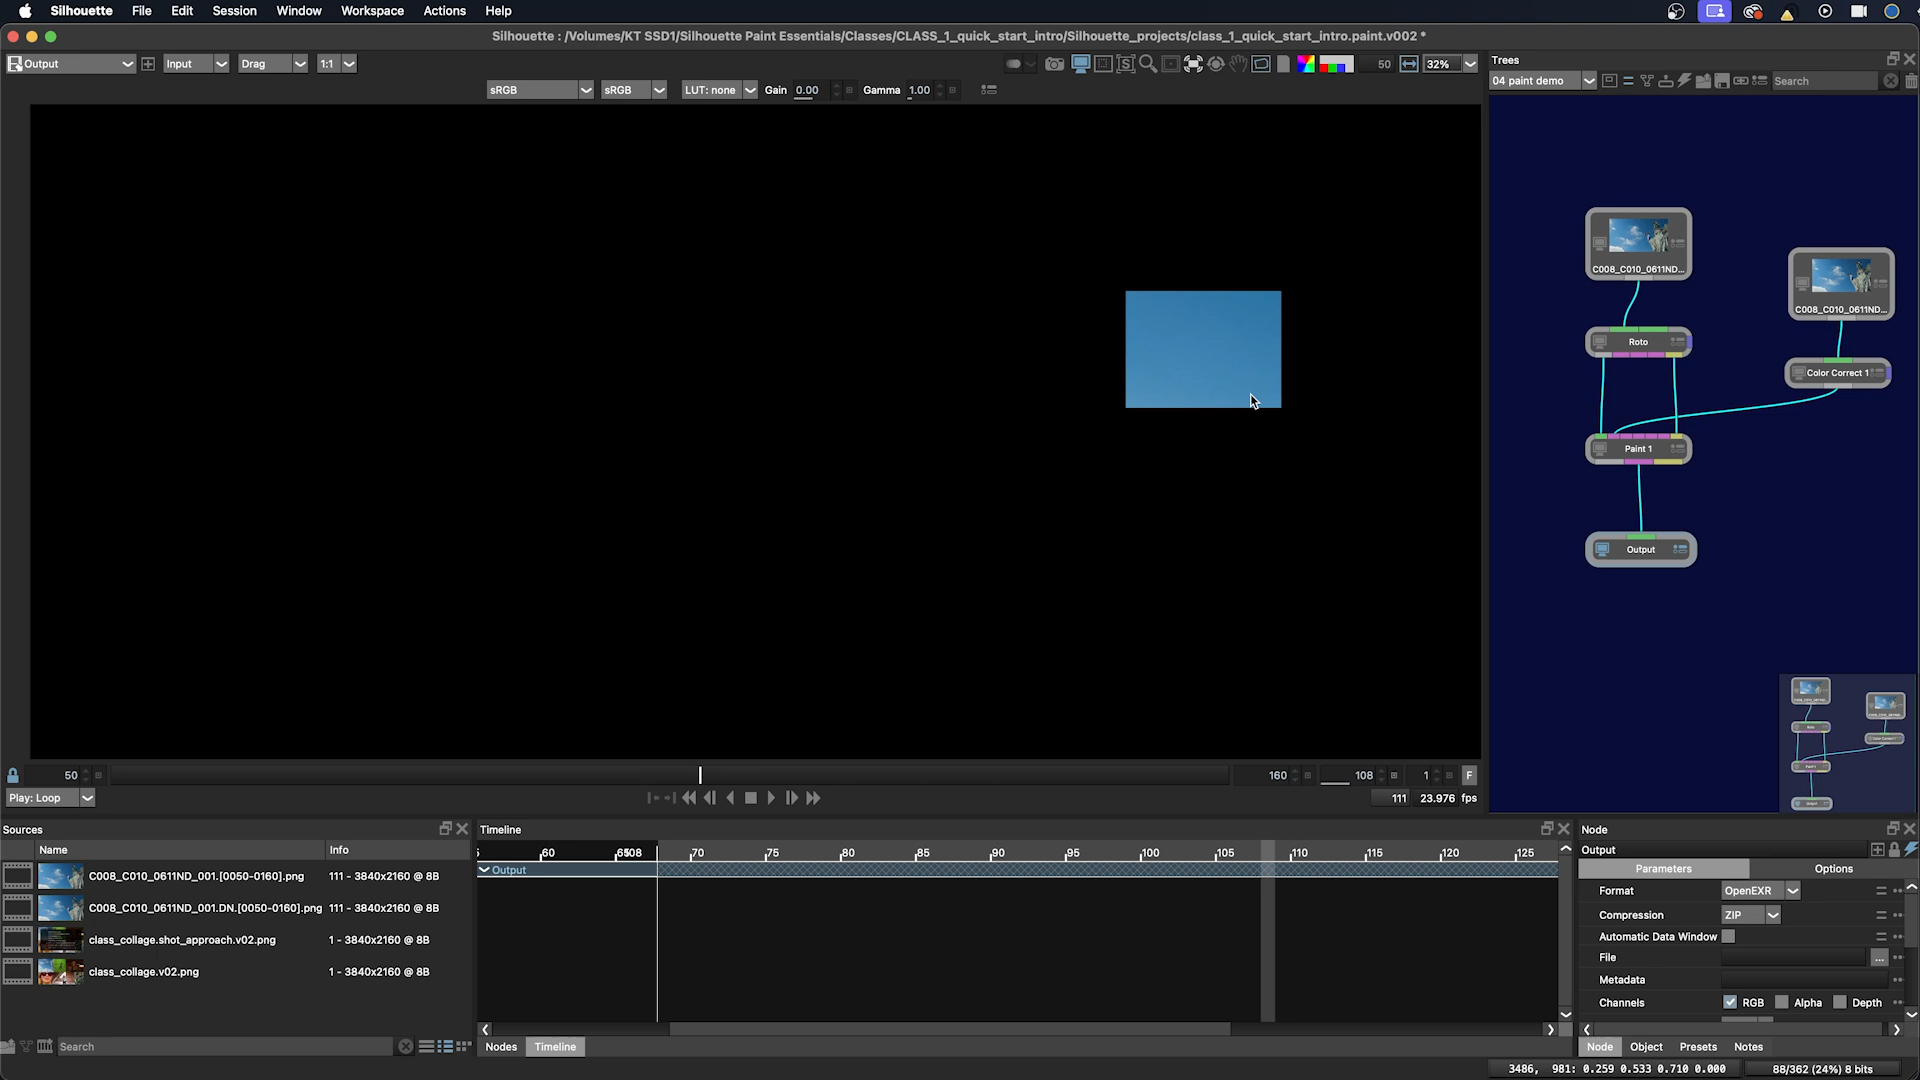 Silhouette File Edit Session Window Workspace Actions Help
Silhouette : /Volumes/KT SSD1/Silhouette Paint Essentials/Classes/CLASS_1_quick_start_intro/Silhouette_projects/class_1_quick_start_intro.paint.v002 *
Output Input Drag 1:1 50 32%
sRGB sRGB LUT: none Gain 0.00 Gamma 1.00
Trees
04 paint demo Search
C008_C010_0611ND...
C008_C010_0611ND...
Roto
Color Correct 1
Paint 1
Output
50 160 108 1 F
Play: Loop 111 23.976 fps
Sources
Name Info
C008_C010_0611ND_001.[0050-0160].png 111 - 3840x2160 @ 8B
C008_C010_0611ND_001.DN.[0050-0160].png 111 - 3840x2160 @ 8B
class_collage.shot_approach.v02.png 1 - 3840x2160 @ 8B
class_collage.v02.png 1 - 3840x2160 @ 8B
Search
Timeline
60 70 75 80 85 90 95 100 105 110 115 120 125
Output
Nodes Timeline
Node
Output
Parameters Options
Format OpenEXR
Compression ZIP
Automatic Data Window
File ...
Metadata
Channels RGB Alpha Depth
Node Object Presets Notes
3486, 981: 0.259 0.533 0.710 0.000 88/362 (24%) 8 bits